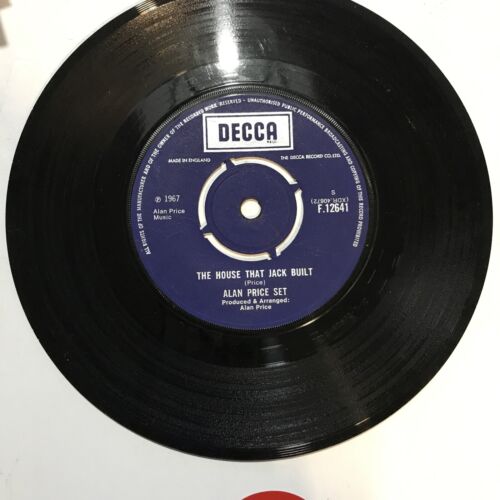 ALL RIGHTS OF THE MANUFACTURER AND OF THE OWNER OF THE RECORDED WORK RESERVED - UNAUTHORISED PUBLIC PERFORMANCE BROADCASTING AND COPYING OF THIS RECORD PROHIBITED
DECCA
MADE IN ENGLAND
THE DECCA RECORD CO. LTD.
℗ 1967
Alan Price
Music
S
(XDR.40872)
F.12641
THE HOUSE THAT JACK BUILT
(Price)
ALAN PRICE SET
Produced & Arranged:
Alan Price